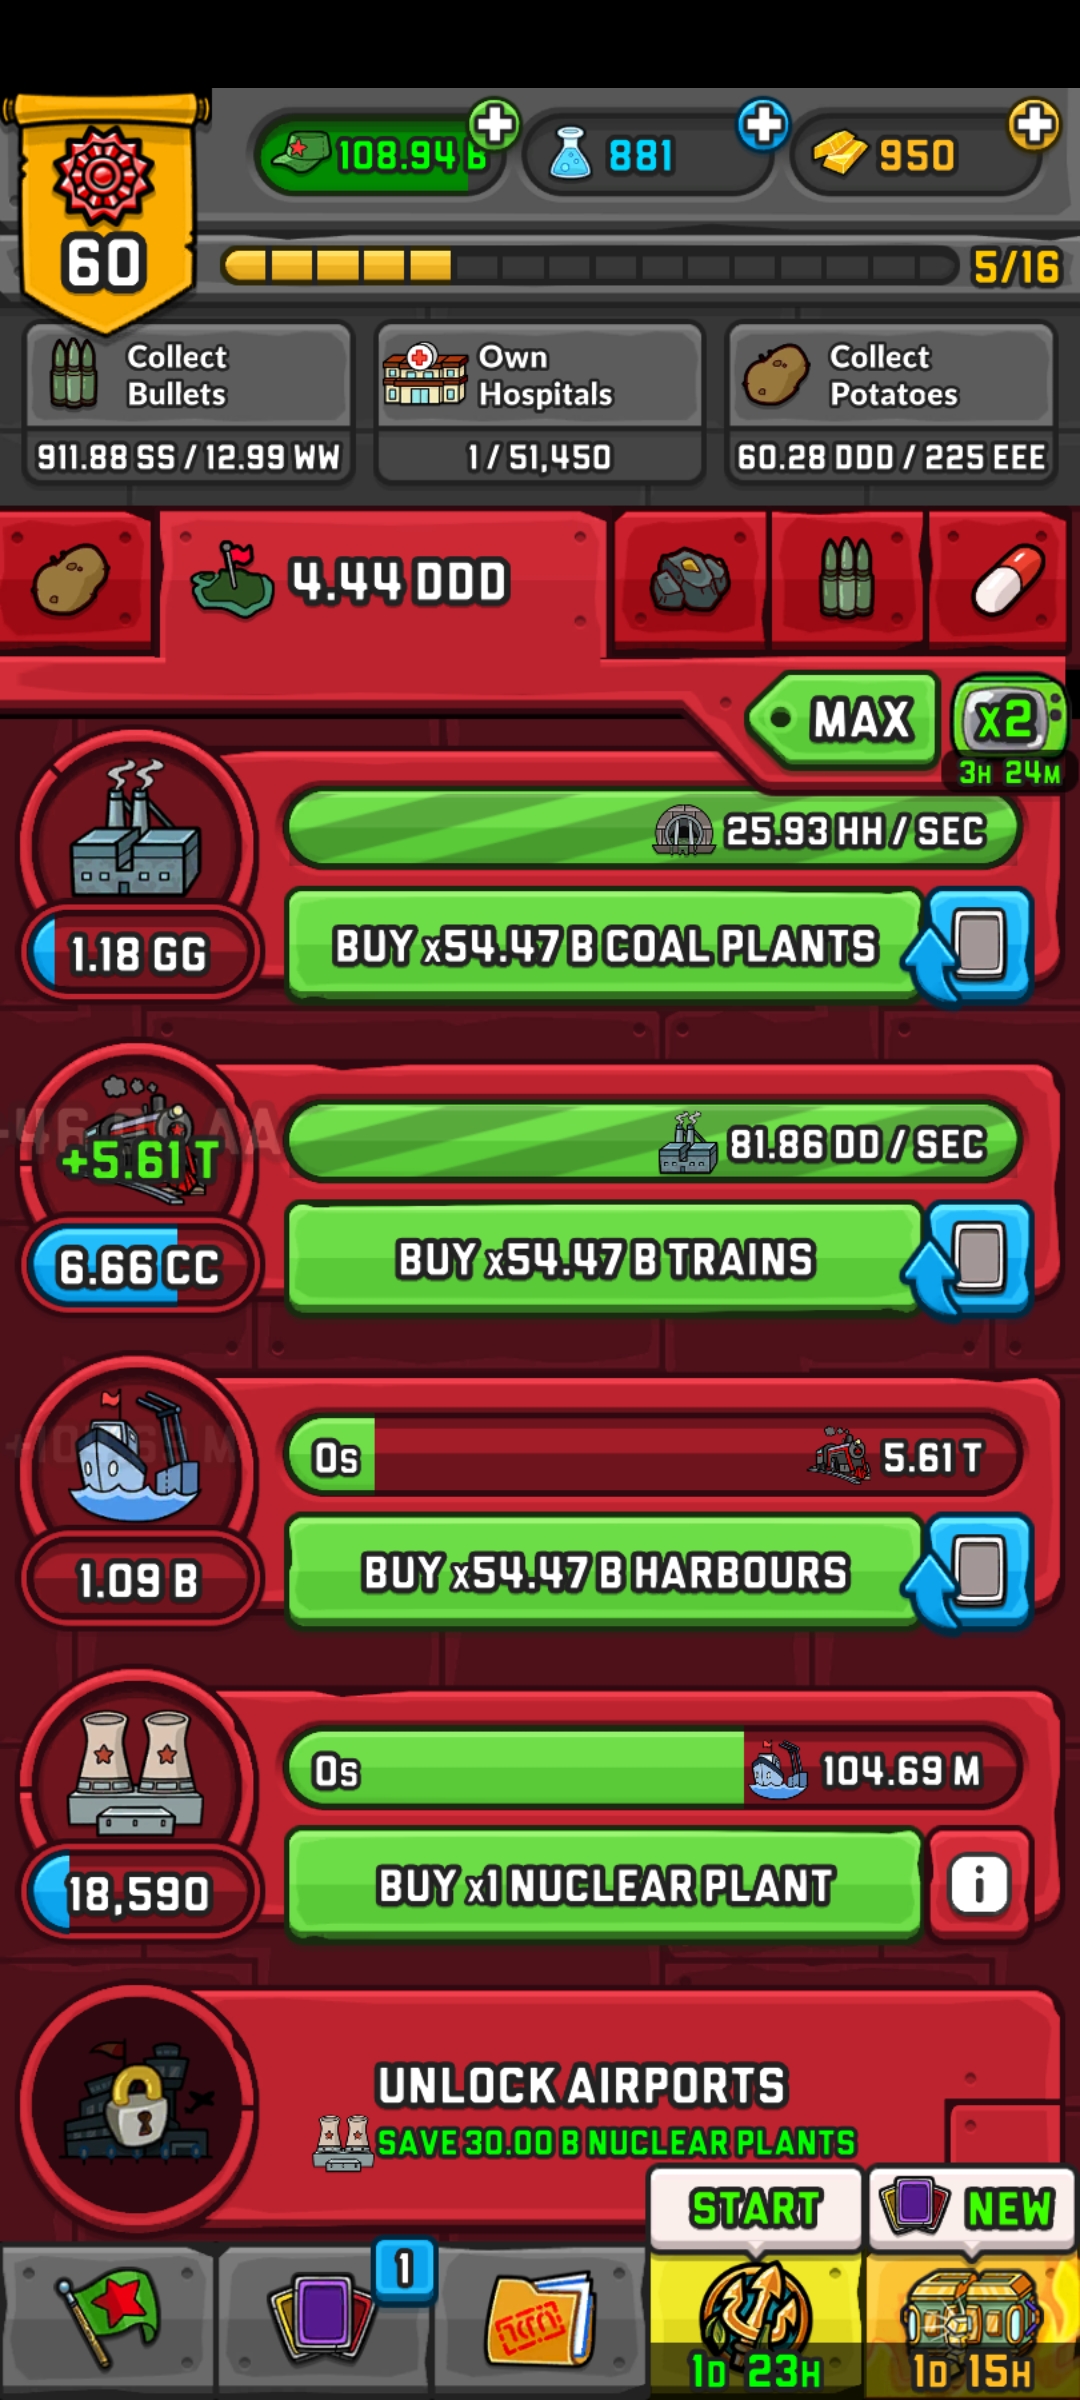 60
108.94 B
881
950
5/16
Collect
Bullets
911.88 SS / 12.99 WW
Own
Hospitals
1 / 51,450
Collect
Potatoes
60.28 DDD / 225 EEE
4.44 DDD
MAX
x2
3H 24M
25.93 HH / SEC
1.18 GG
BUY x54.47 B COAL PLANTS
+5.61 T
81.86 DD / SEC
6.66 CC
BUY x54.47 B TRAINS
0s
5.61 T
1.09 B
BUY x54.47 B HARBOURS
0s
104.69 M
18,590
BUY x1 NUCLEAR PLANT
i
UNLOCK AIRPORTS
SAVE 30.00 B NUCLEAR PLANTS
START
NEW
1
1D 23H
1D 15H